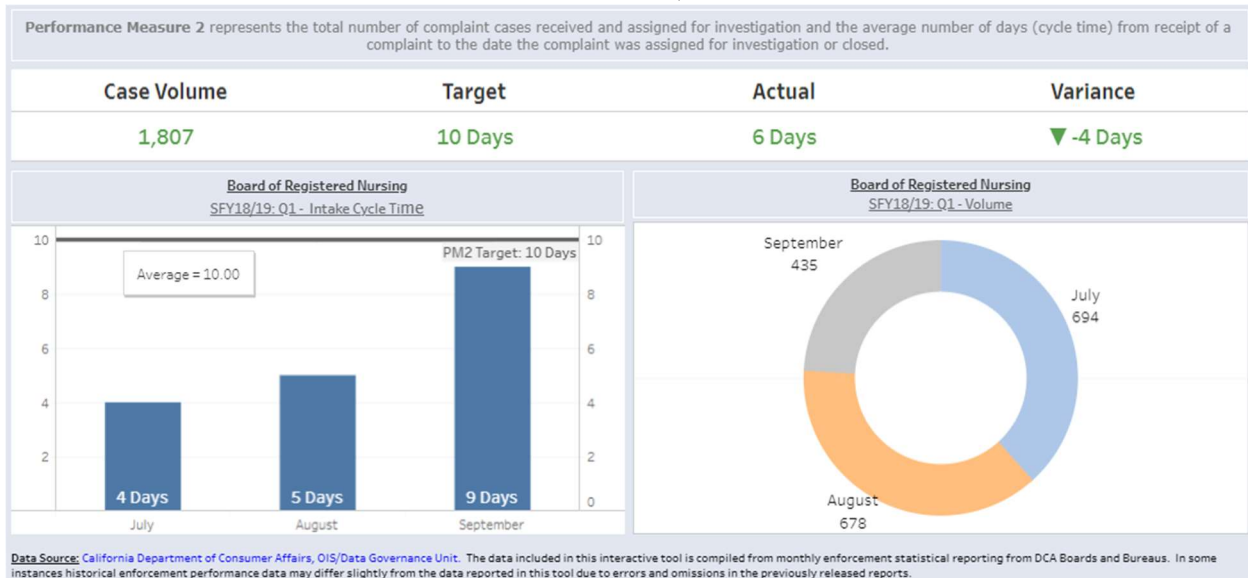 Performance Measure 2 represents the total number of complaint cases received and assigned for investigation and the average number of days (cycle time) from receipt of a
complaint to the date the complaint was assigned for investigation or closed.
Case Volume Target Actual Variance
1,807 10 Days 6 Days ▼ -4 Days
Board of Registered Nursing
SFY18/19: Q1 - Intake Cycle Time
10
8
6
4
2
PM2 Target: 10 Days
Average = 10.00
4 Days
5 Days
9 Days
10
8
6
4
2
0
July
August
September
Board of Registered Nursing
SFY18/19: Q1 - Volume
September
435
July
694
August
678
Data Source: California Department of Consumer Affairs, OIS/Data Governance Unit. The data included in this interactive tool is compiled from monthly enforcement statistical reporting from DCA Boards and Bureaus. In some
instances historical enforcement performance data may differ slightly from the data reported in this tool due to errors and omissions in the previously released reports.